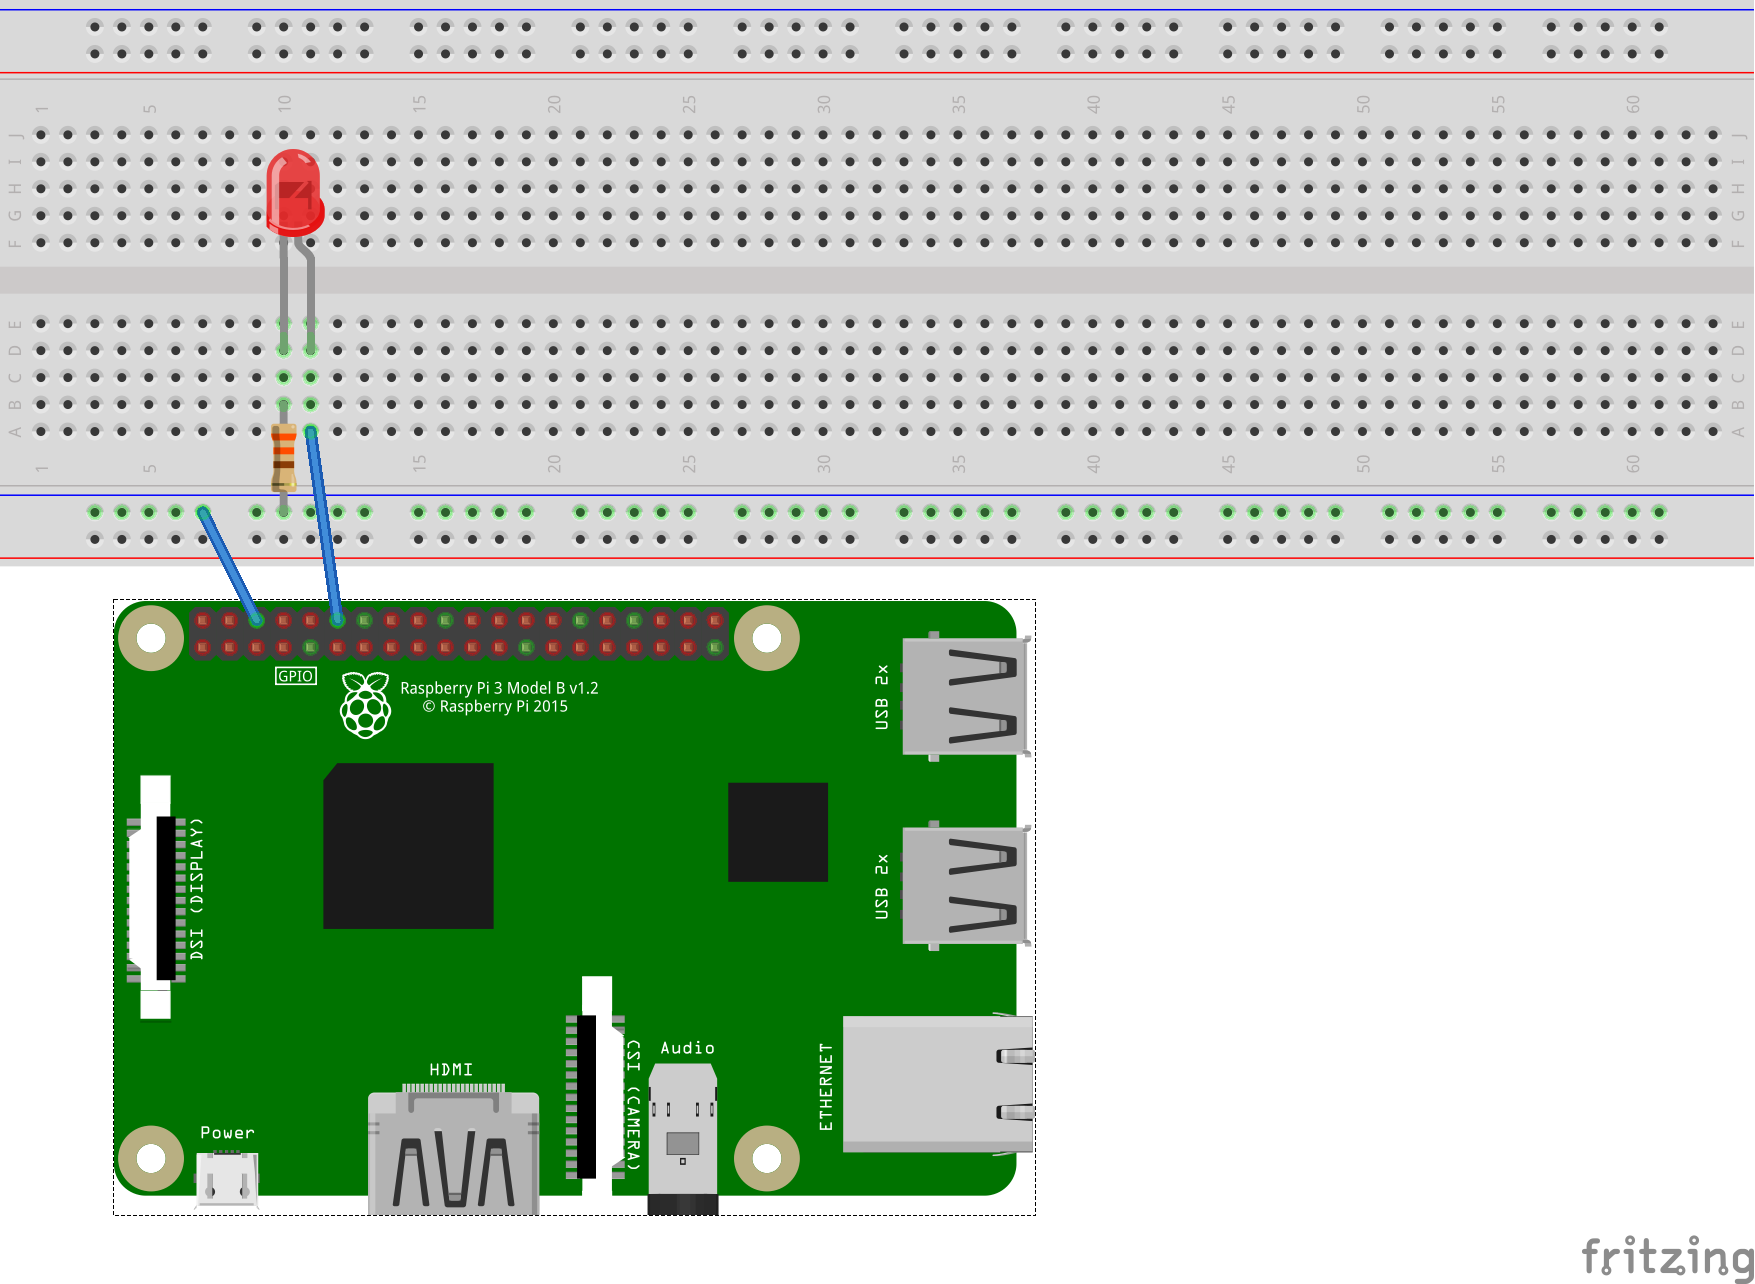 1 5 10 15 20 25 30 35 40 45 50 55 60
J J
I I
H H
G G
F F
E E
D D
C C
B B
A A
1 5 15 20 25 30 35 40 45 50 55 60
GPIO
Raspberry Pi 3 Model B v1.2
© Raspberry Pi 2015
USB 2x
DSI (DISPLAY)
USB 2x
HDMI
CSI (CAMERA)
Audio
ETHERNET
Power
fritzing